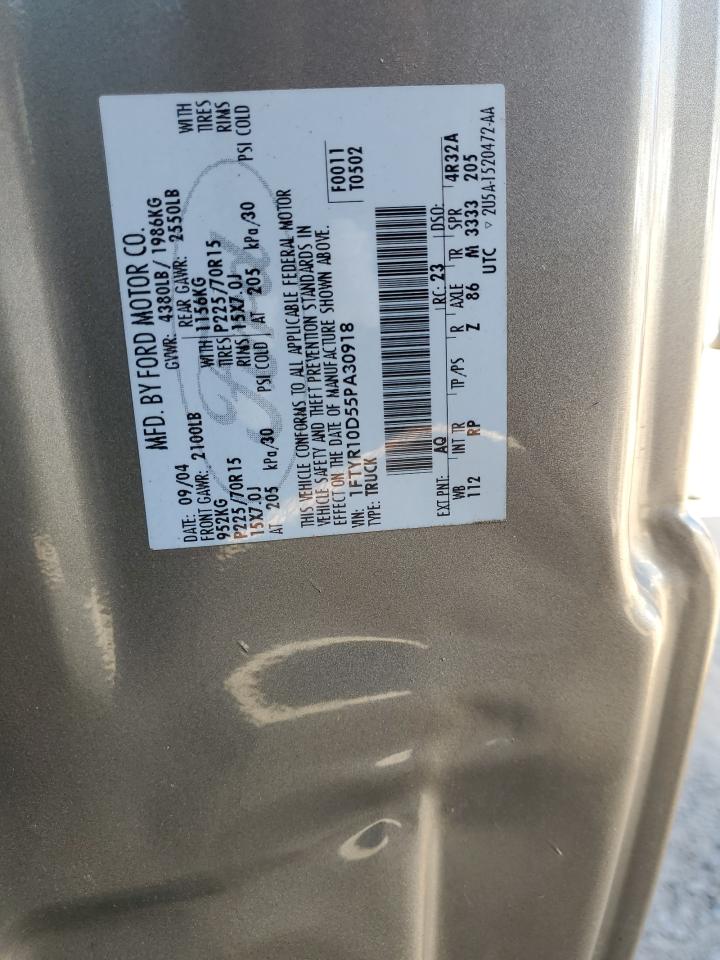 MFD. BY FORD MOTOR CO.
DATE: 09/04 GVWR: 4380LB / 1986KG
FRONT GAWR: 2100LB REAR GAWR: 2550LB
952KG WITH 1156KG WITH
P225/70R15 TIRES P225/70R15 TIRES
15X7.0J RIMS 15X7.0J RIMS
AT 205 kPa/30 PSI COLD AT 205 kPa/30 PSI COLD
THIS VEHICLE CONFORMS TO ALL APPLICABLE FEDERAL MOTOR
VEHICLE SAFETY AND THEFT PREVENTION STANDARDS IN
EFFECT ON THE DATE OF MANUFACTURE SHOWN ABOVE.
VIN: 1FTYR10D55PA30918
TYPE: TRUCK
F0011
T0502
EXT PNT: AQ RC: 23 DSO:
WB INT TR TP/PS R AXLE TR SPR 4R32A
112 RP Z 86 M 3333 205
UTC ▽ 2U5A-1520472-AA
Ford